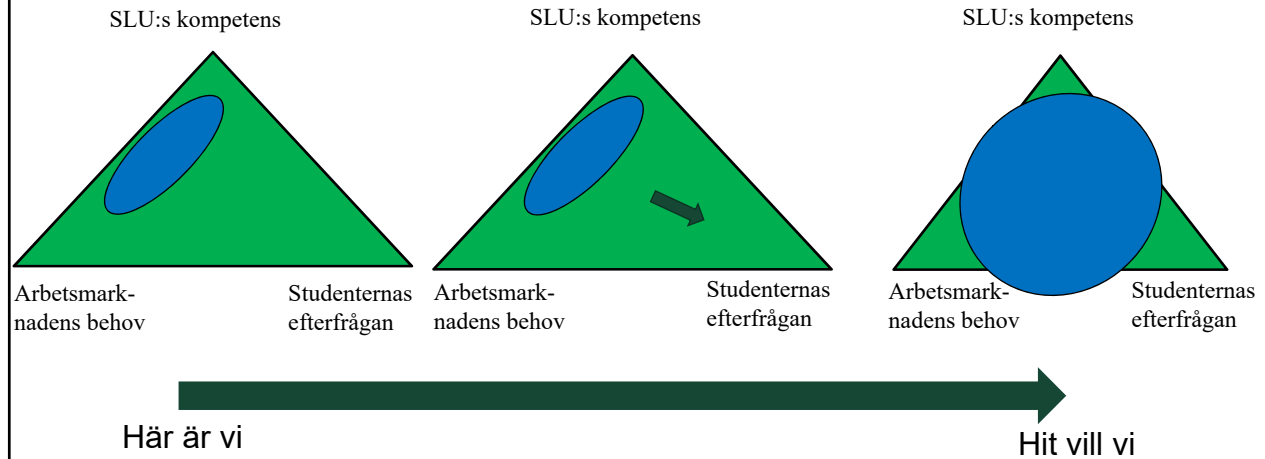 SLU:s kompetens
SLU:s kompetens
SLU:s kompetens
Arbetsmark-
nadens behov
Studenternas
efterfrågan
Arbetsmark-
nadens behov
Studenternas
efterfrågan
Arbetsmark-
nadens behov
Studenternas
efterfrågan
Här är vi
Hit vill vi